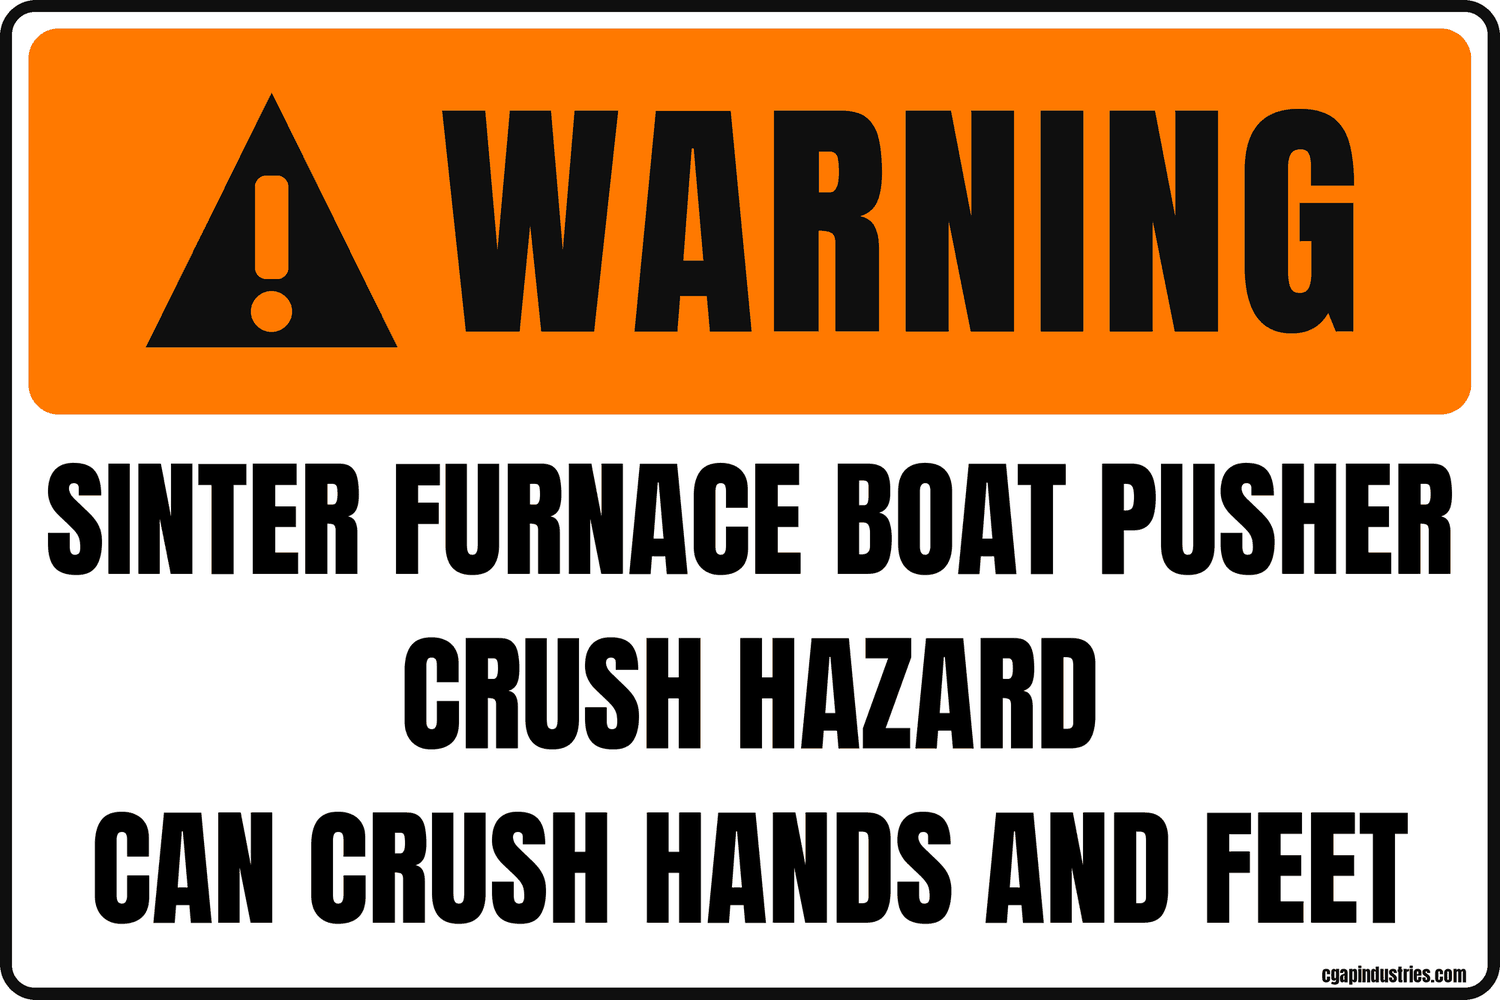 WARNING
SINTER FURNACE BOAT PUSHER
CRUSH HAZARD
CAN CRUSH HANDS AND FEET
cgapindustries.com